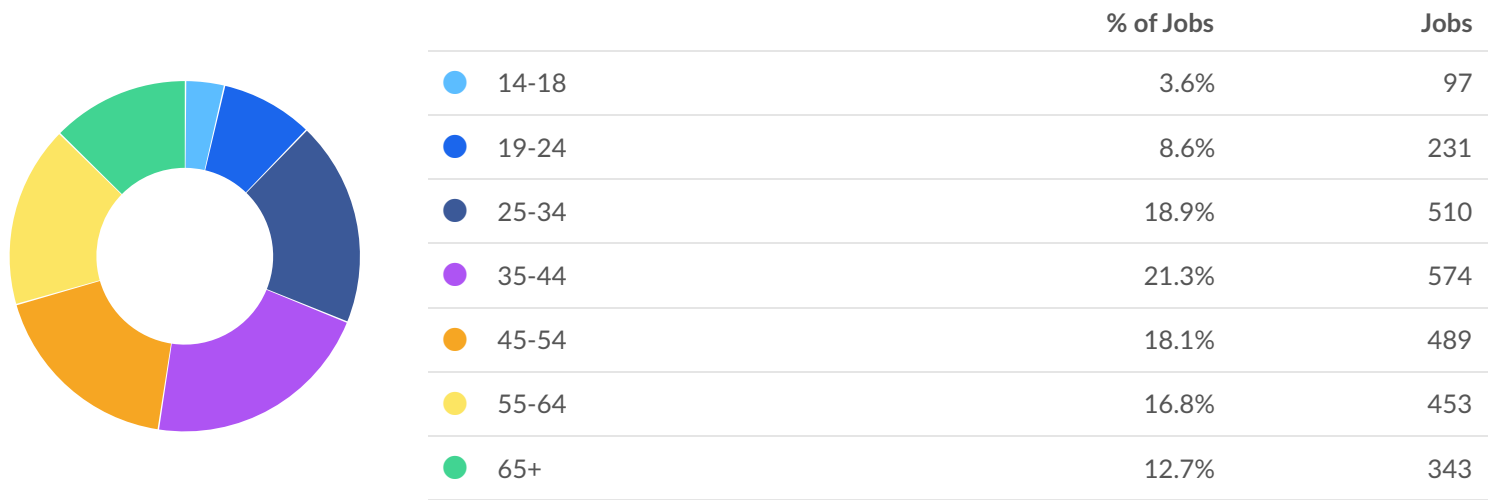 % of Jobs Jobs
14-18 3.6% 97
19-24 8.6% 231
25-34 18.9% 510
35-44 21.3% 574
45-54 18.1% 489
55-64 16.8% 453
65+ 12.7% 343